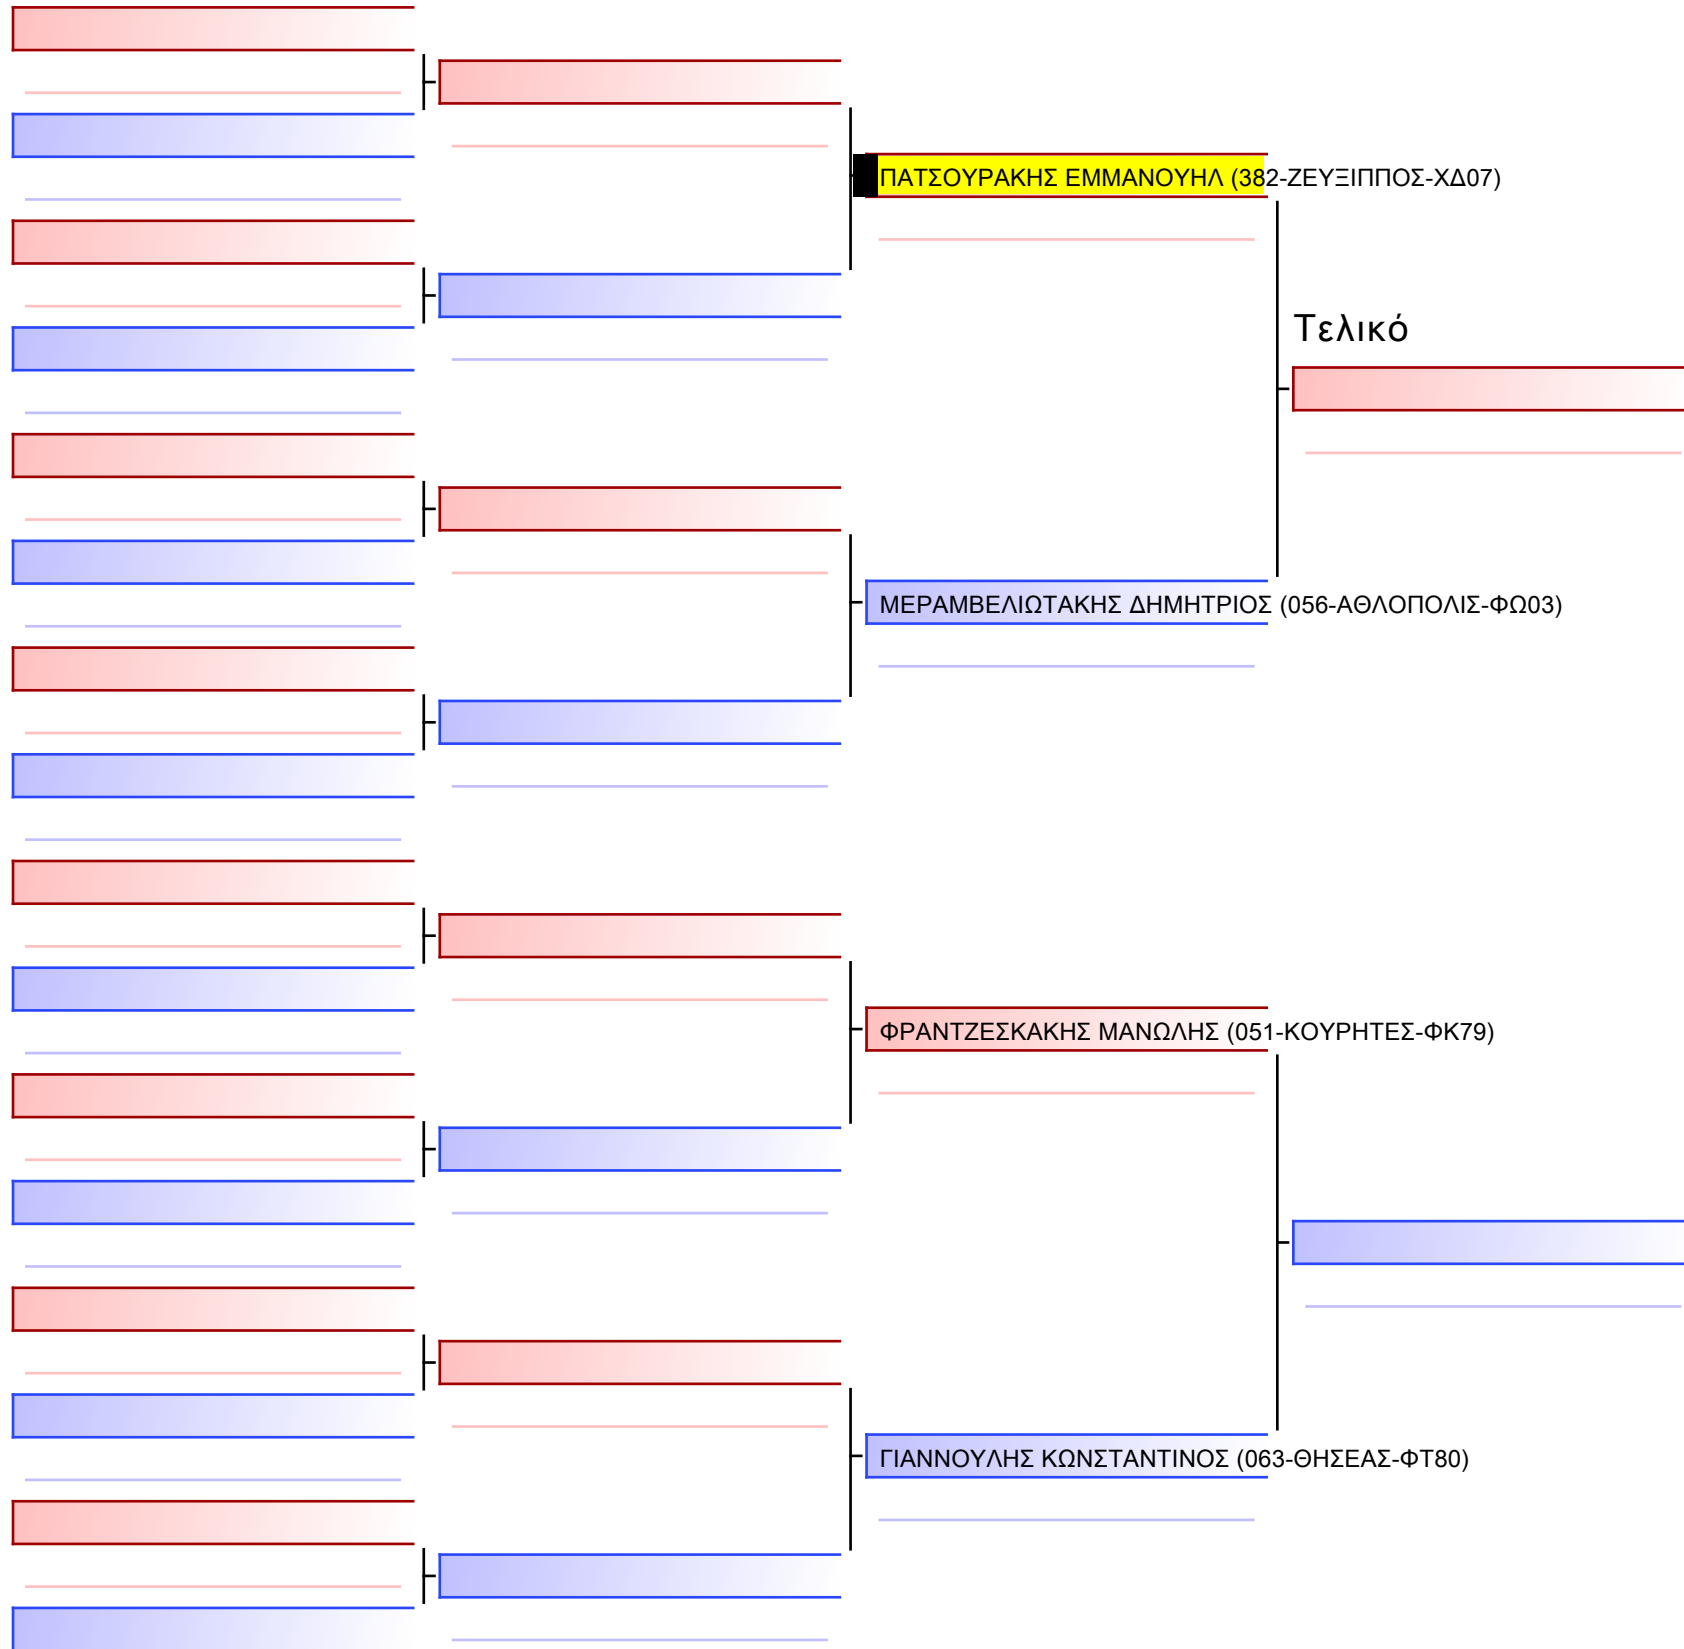 ΠΑΤΣΟΥΡΑΚΗΣ ΕΜΜΑΝΟΥΗΛ (382-ΖΕΥΞΙΠΠΟΣ-ΧΔ07)
Τελικό
ΜΕΡΑΜΒΕΛΙΩΤΑΚΗΣ ΔΗΜΗΤΡΙΟΣ (056-ΑΘΛΟΠΟΛΙΣ-ΦΩ03)
ΦΡΑΝΤΖΕΣΚΑΚΗΣ ΜΑΝΩΛΗΣ (051-ΚΟΥΡΗΤΕΣ-ΦΚ79)
ΓΙΑΝΝΟΥΛΗΣ ΚΩΝΣΤΑΝΤΙΝΟΣ (063-ΘΗΣΕΑΣ-ΦΤ80)